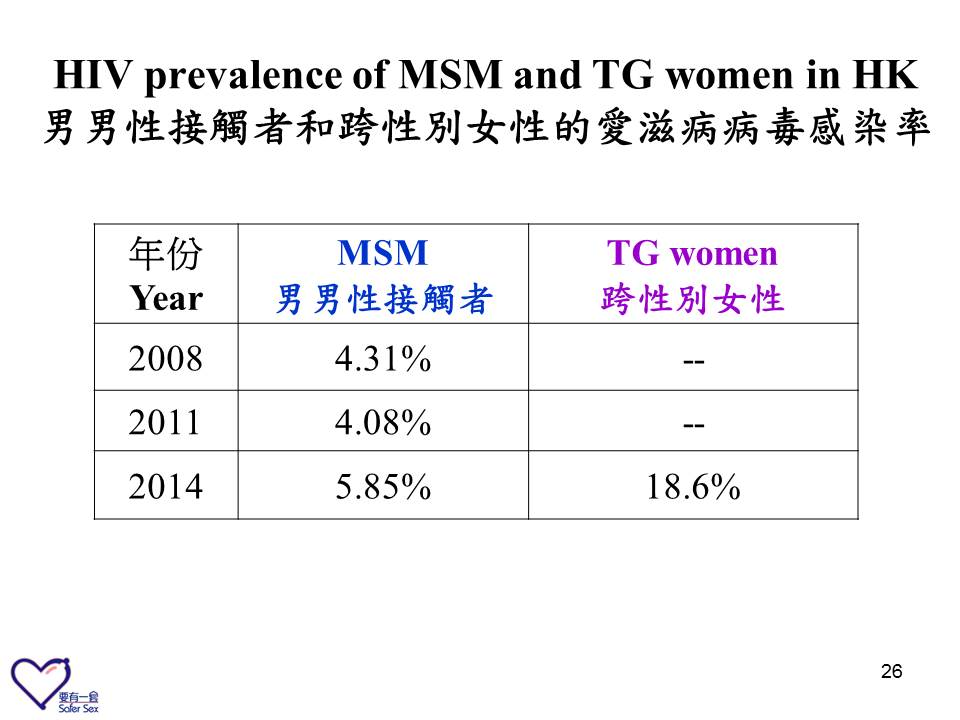 HIV prevalence of MSM and TG women in HK
男男性接觸者和跨性別女性的愛滋病病毒感染率
年份 MSM TG women
Year 男男性接觸者 跨性別女性
2008 4.31% --
2011 4.08% --
2014 5.85% 18.6%
要有一套
Safer Sex
26